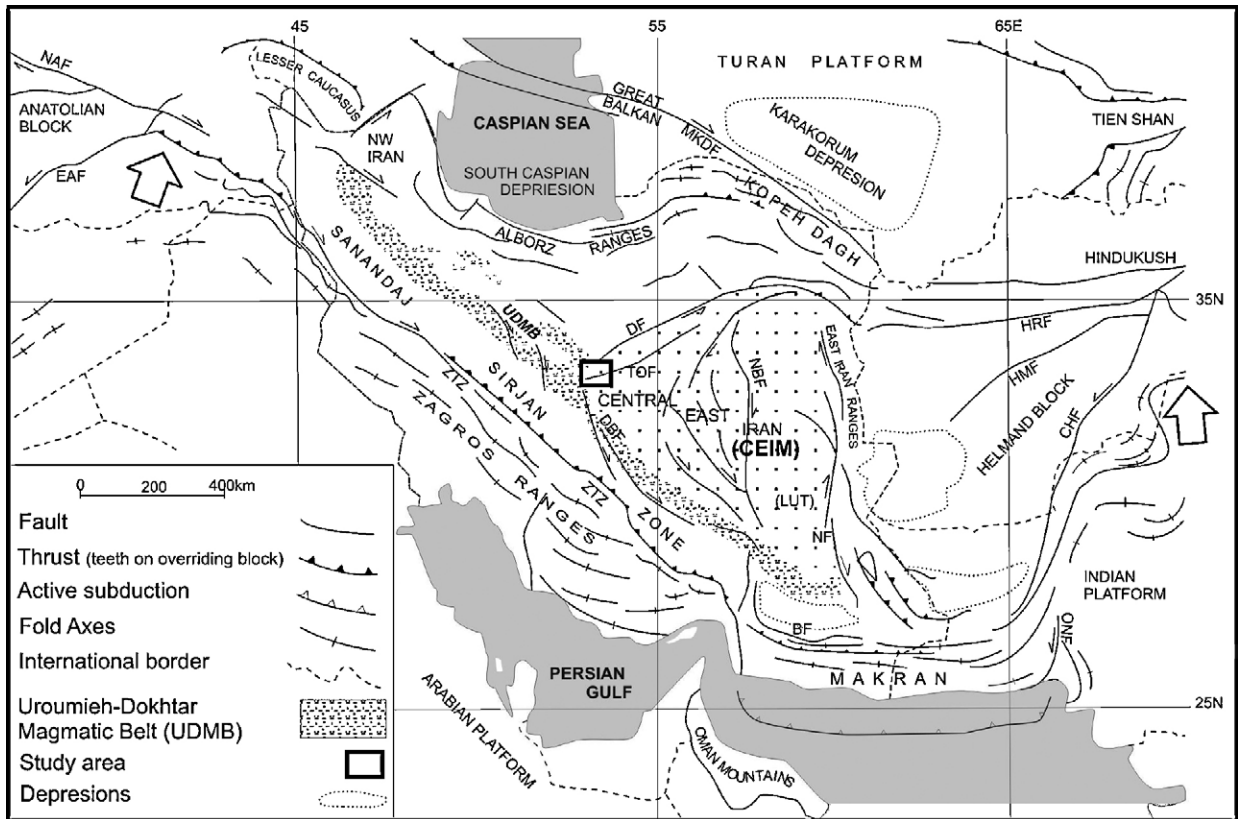 45
55
65E
NAF
LESSER CAUCASUS
TURAN PLATFORM
ANATOLIAN
BLOCK
GREAT
BALKAN
CASPIAN SEA
KARAKORUM
DEPRESION
TIEN SHAN
NW
IRAN
MKDF
EAF
SOUTH CASPIAN
DEPRIESION
KOPEH DAGH
ALBORZ
RANGES
HINDUKUSH
SANANDAJ
35N
UDMB
DF
HRF
EAST IRAN
RANGES
TOF
NBF
HMF
SIRJAN
CENTRAL
ZTZ
EAST
HELMAND BLOCK
CHF
DBF
IRAN
(CEIM)
ZAGROS
RANGES
ZTZ
ZONE
(LUT)
NF
INDIAN
PLATFORM
BF
ONF
MAKRAN
PERSIAN
GULF
25N
ARABIAN PLATFORM
OMAN MOUNTAINS
0 200 400km
Fault
Thrust (teeth on overriding block)
Active subduction
Fold Axes
International border
Uroumieh-Dokhtar
Magmatic Belt (UDMB)
Study area
Depresions